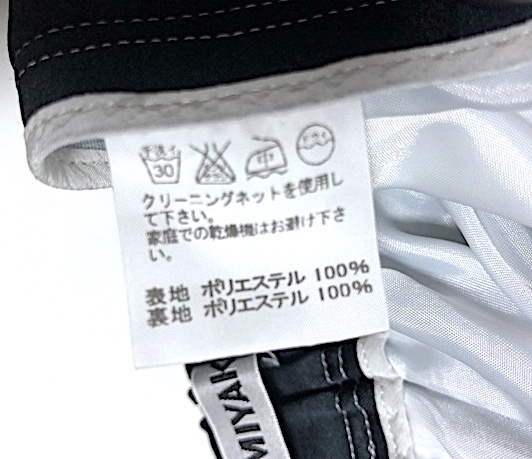 手洗イ
30
中
クリーニングネットを使用し
て下さい。
家庭での乾燥機はお避け下さ
い。
表地 ポリエステル 100%
裏地 ポリエステル 100%
MIYAK